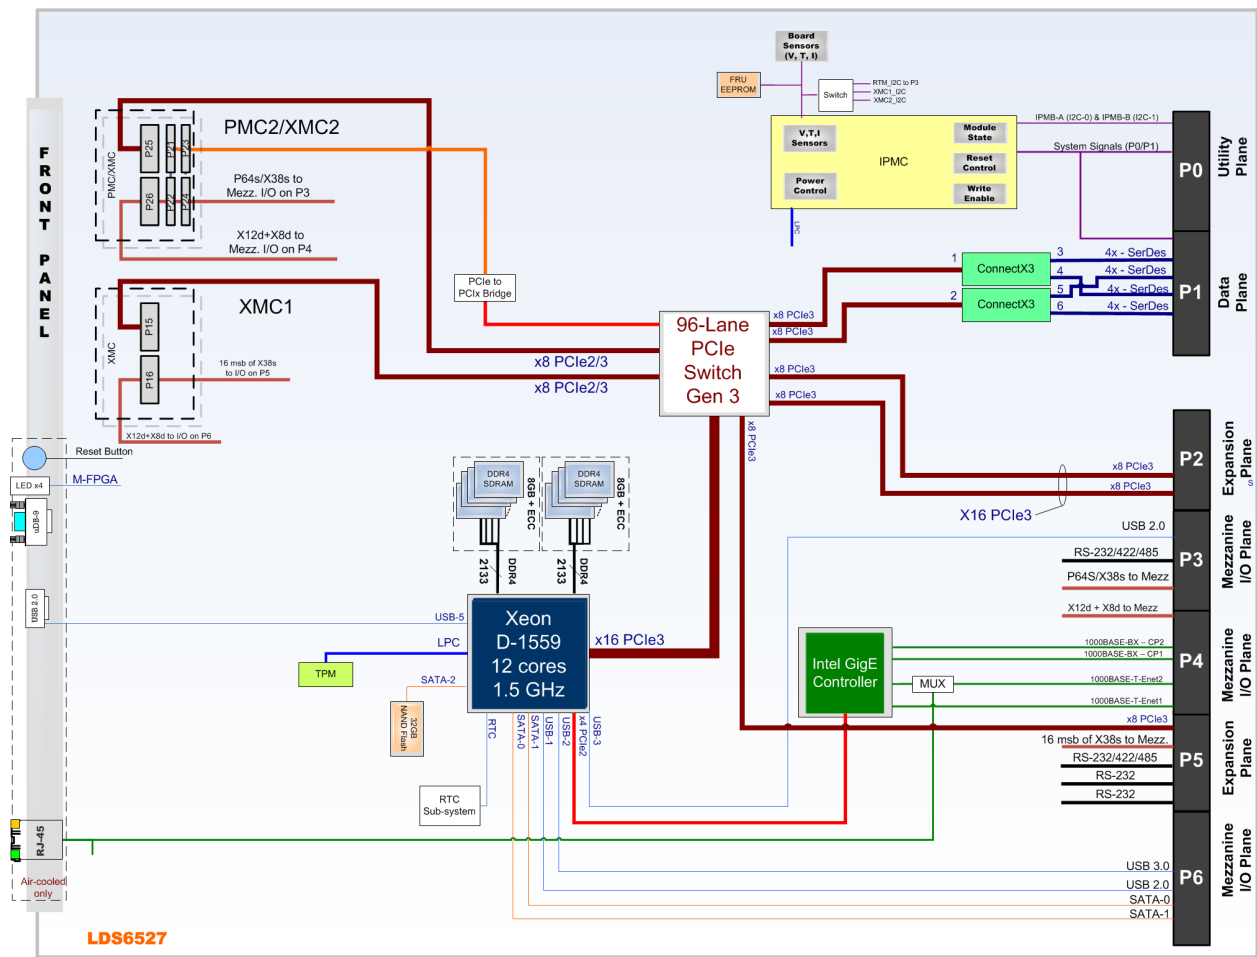 Board
Sensors
(V, T, I)
FRU
EEPROM
Switch
RTM_I2C to P3
XMC1_I2C
XMC2_I2C
IPMB-A (I2C-0) & IPMB-B (I2C-1)
System Signals (P0/P1)
V,T,I
Sensors
Power
Control
IPMC
Module
State
Reset
Control
Write
Enable
LPC
P0
Utility
Plane
FRONT PANEL
PMC/XMC
P25
P21
P23
P26
P22
P24
PMC2/XMC2
P64s/X38s to
Mezz. I/O on P3
X12d+X8d to
Mezz. I/O on P4
PCIe to
PCIx Bridge
XMC
P15
P16
XMC1
16 msb of X38s
to I/O on P5
X12d+X8d to I/O on P6
x8 PCIe2/3
x8 PCIe2/3
96-Lane
PCIe
Switch
Gen 3
x8 PCIe3
x8 PCIe3
x8 PCIe3
x8 PCIe3
x8 PCIe3
1
2
ConnectX3
ConnectX3
3
4
5
6
4x - SerDes
4x - SerDes
4x - SerDes
4x - SerDes
P1
Data
Plane
Reset Button
LED x4
M-FPGA
uDB-9
USB 2.0
DDR4
SDRAM
8GB + ECC
DDR4
SDRAM
8GB + ECC
2133
DDR4
2133
DDR4
x8 PCIe3
x8 PCIe3
X16 PCIe3
P2
Expansion
Plane
S
USB 2.0
RS-232/422/485
P64S/X38s to Mezz
P3
Mezzanine
I/O Plane
USB-5
LPC
TPM
SATA-2
32GB
NAND Flash
Xeon
D-1559
12 cores
1.5 GHz
x16 PCIe3
RTC
SATA-0
SATA-1
USB-1
USB-2
x4 PCIe2
USB-3
RTC
Sub-system
Intel GigE
Controller
MUX
X12d + X8d to Mezz
1000BASE-BX – CP2
1000BASE-BX – CP1
1000BASE-T-Enet2
1000BASE-T-Enet1
P4
Mezzanine
I/O Plane
x8 PCIe3
16 msb of X38s to Mezz.
RS-232/422/485
RS-232
RS-232
P5
Expansion
Plane
RJ-45
Air-cooled
only
USB 3.0
USB 2.0
SATA-0
SATA-1
P6
Mezzanine
I/O Plane
LDS6527